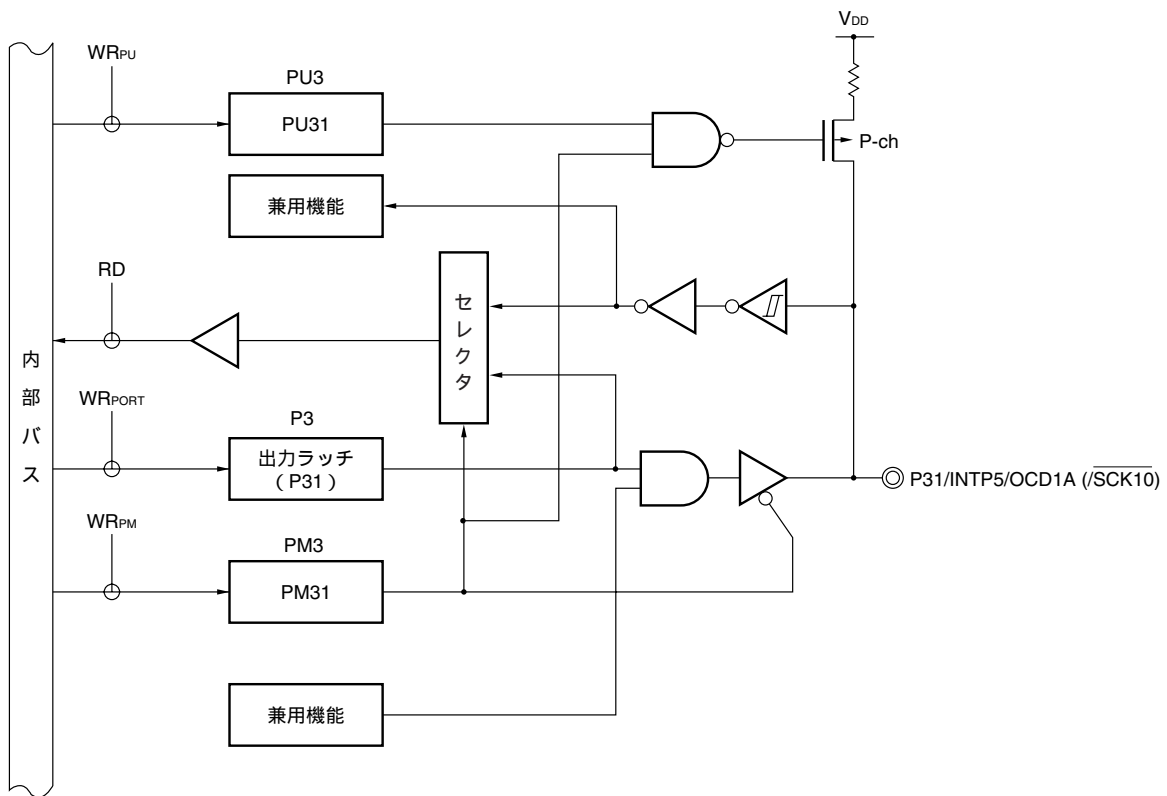 VDD
WRPU
PU3
PU31
P-ch
兼用機能
RD
セレクタ
内部バス
WRPORT
P3
出力ラッチ
（P31）
P31/INTP5/OCD1A (/SCK10)
WRPM
PM3
PM31
兼用機能